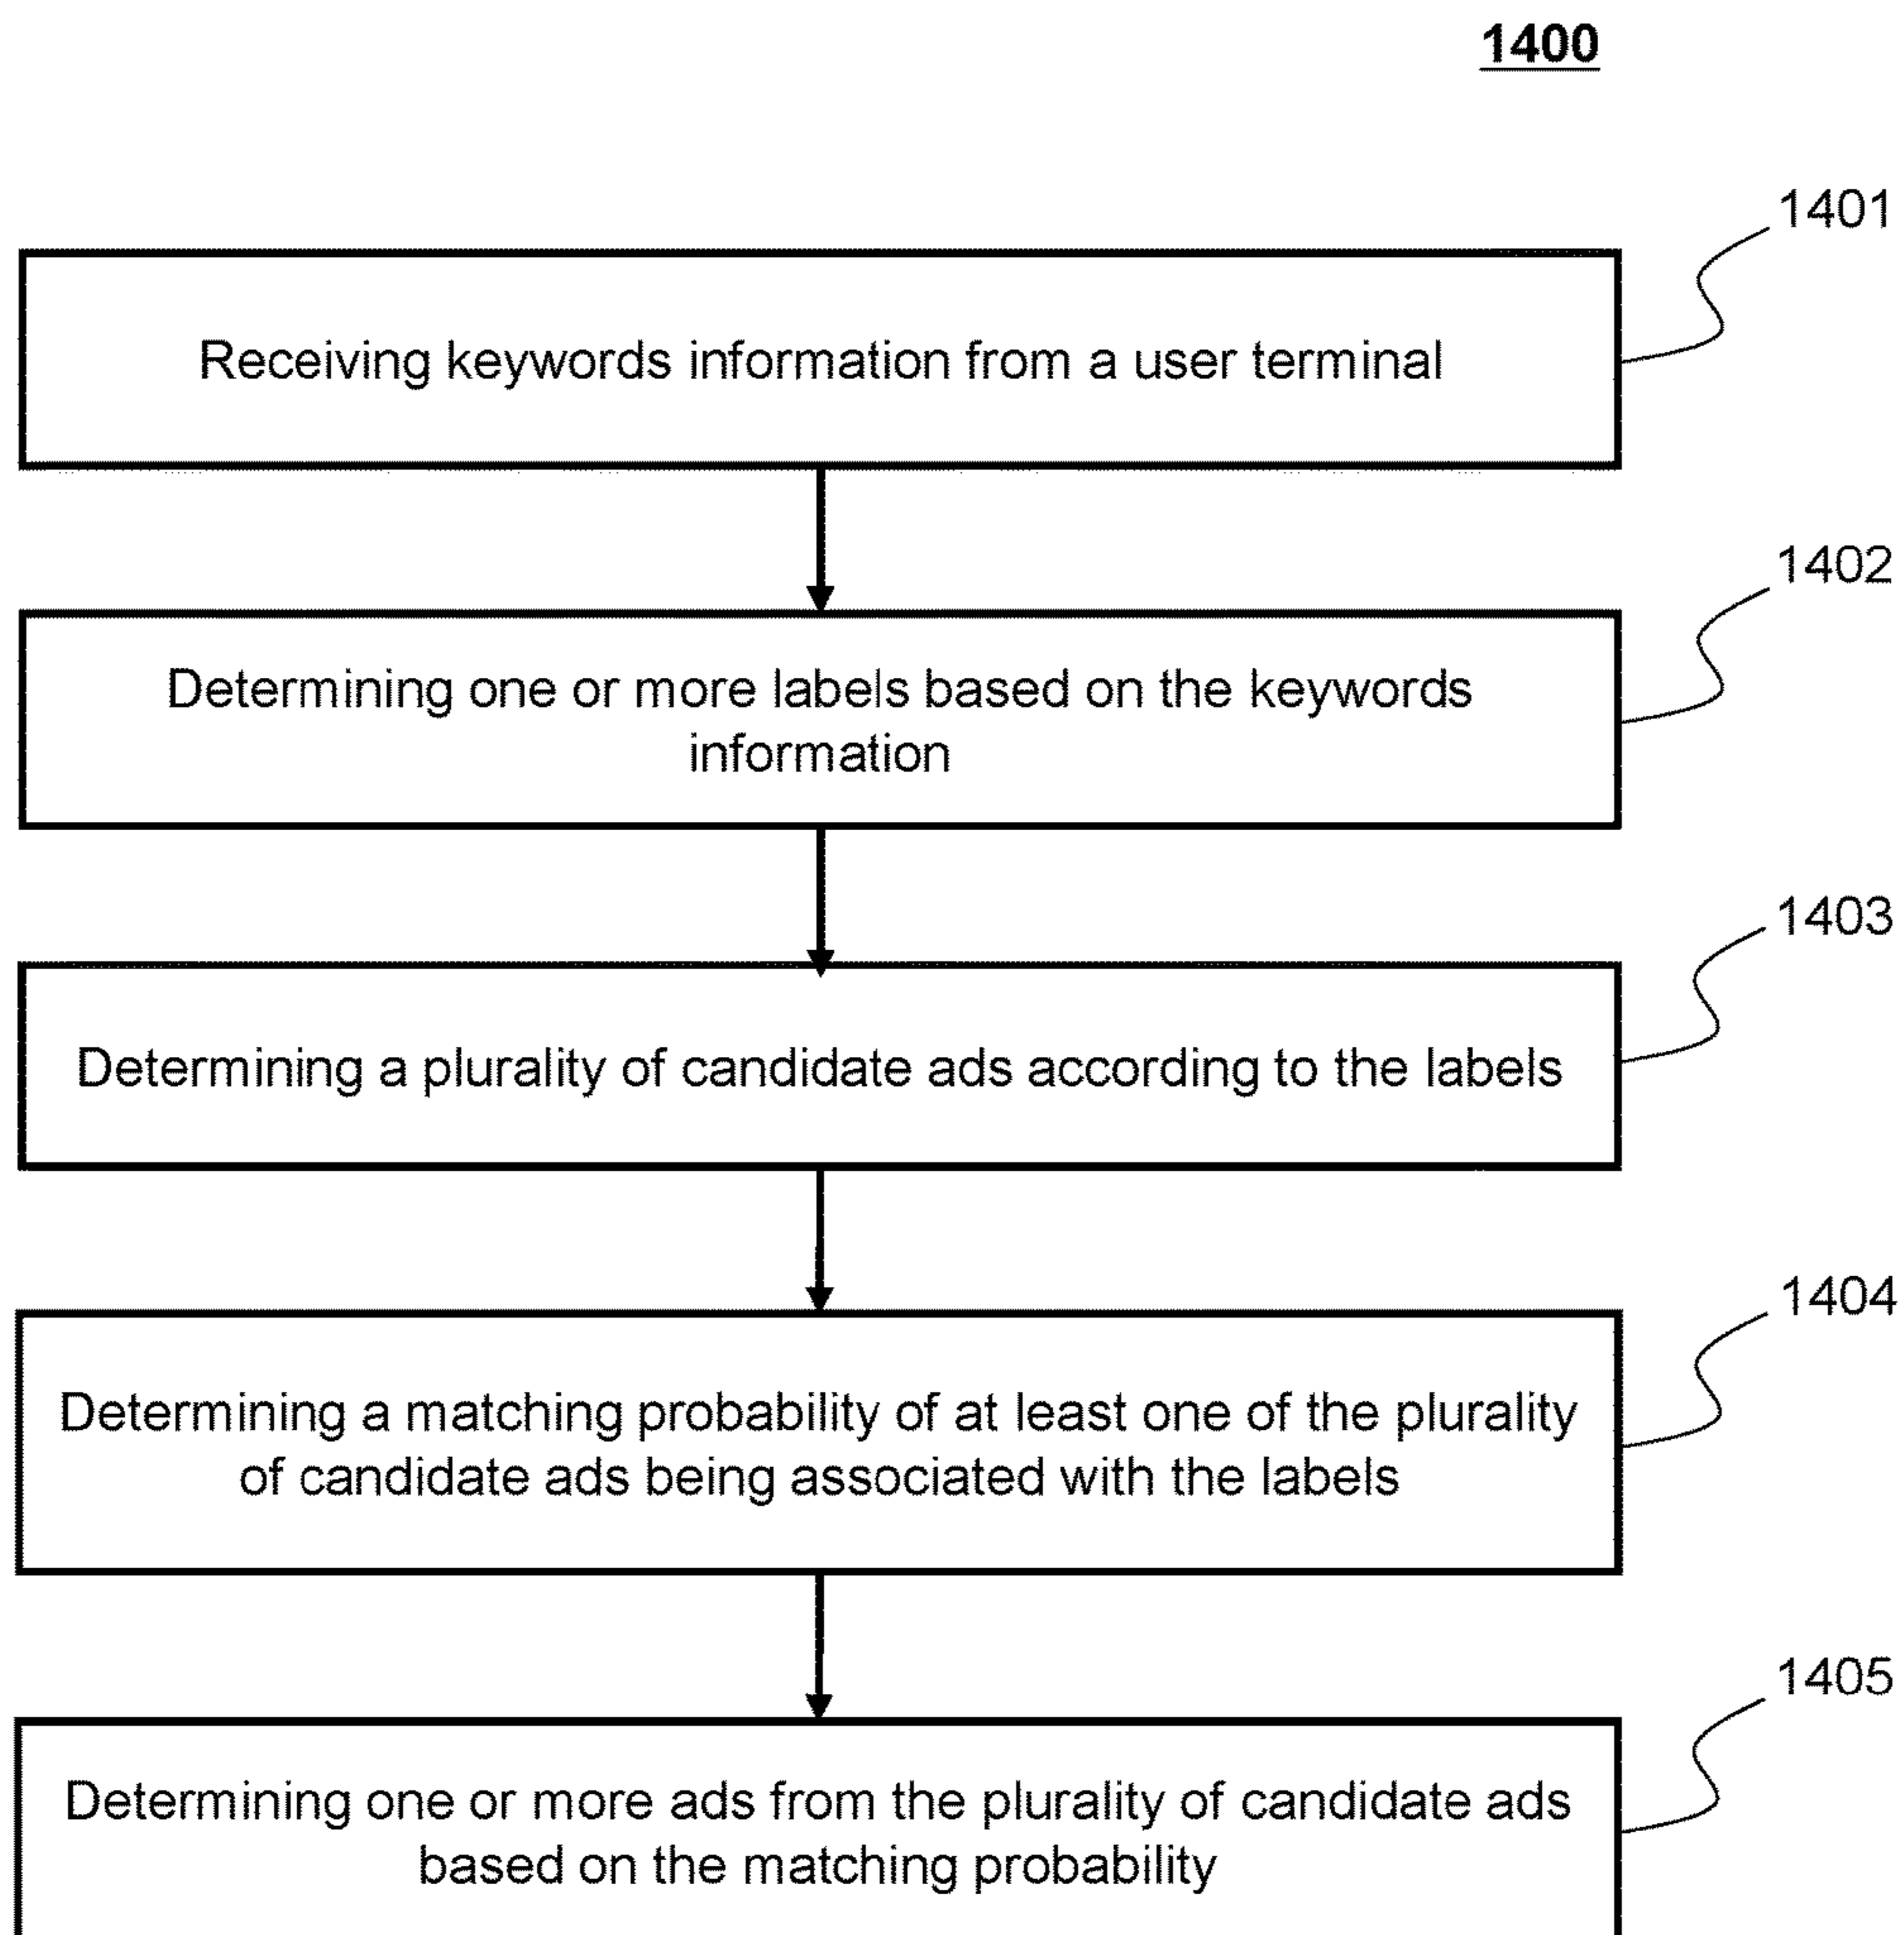 1400
1401
Receiving keywords information from a user terminal
1402
Determining one or more labels based on the keywords
information
1403
Determining a plurality of candidate ads according to the labels
1404
Determining a matching probability of at least one of the plurality
of candidate ads being associated with the labels
1405
Determining one or more ads from the plurality of candidate ads
based on the matching probability